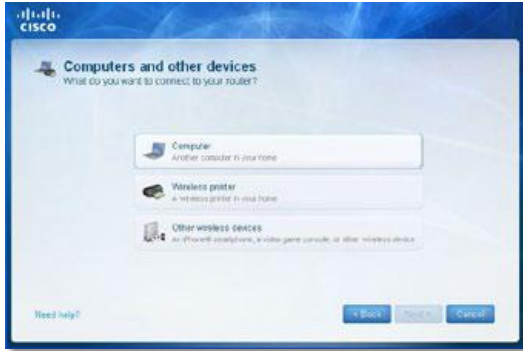 CISCO
Computers and other devices
What do you want to connect to your router?
Computer
Another computer in your home
Wireless printer
A wireless printer in your home
Other wireless devices
An iPhone® smartphone, a video game console, or other wireless device
Need help?
< Back
Next >
Cancel